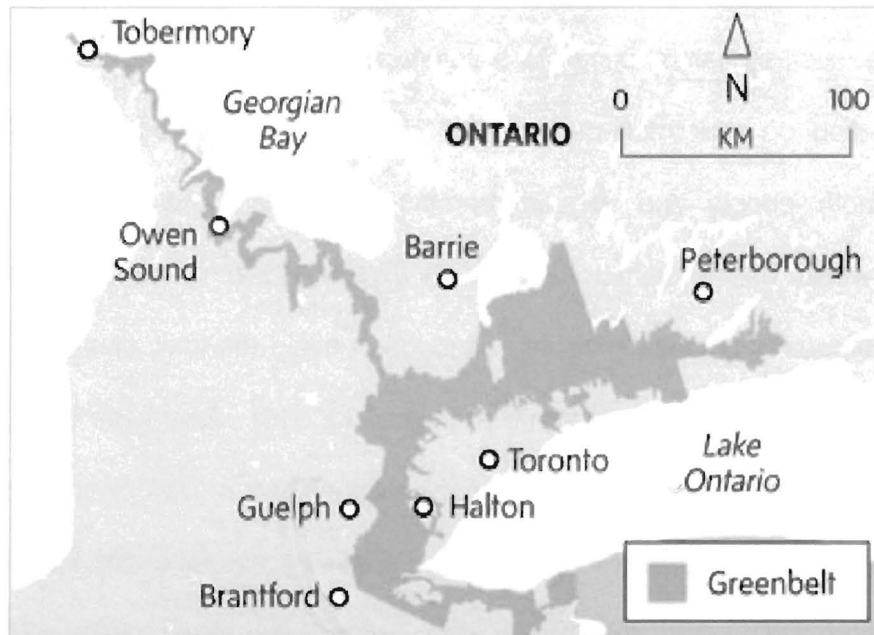 Tobermory
Georgian
Bay
ONTARIO
N
0
100
KM
Owen
Sound
Barrie
Peterborough
Toronto
Lake
Ontario
Guelph
Halton
Brantford
Greenbelt